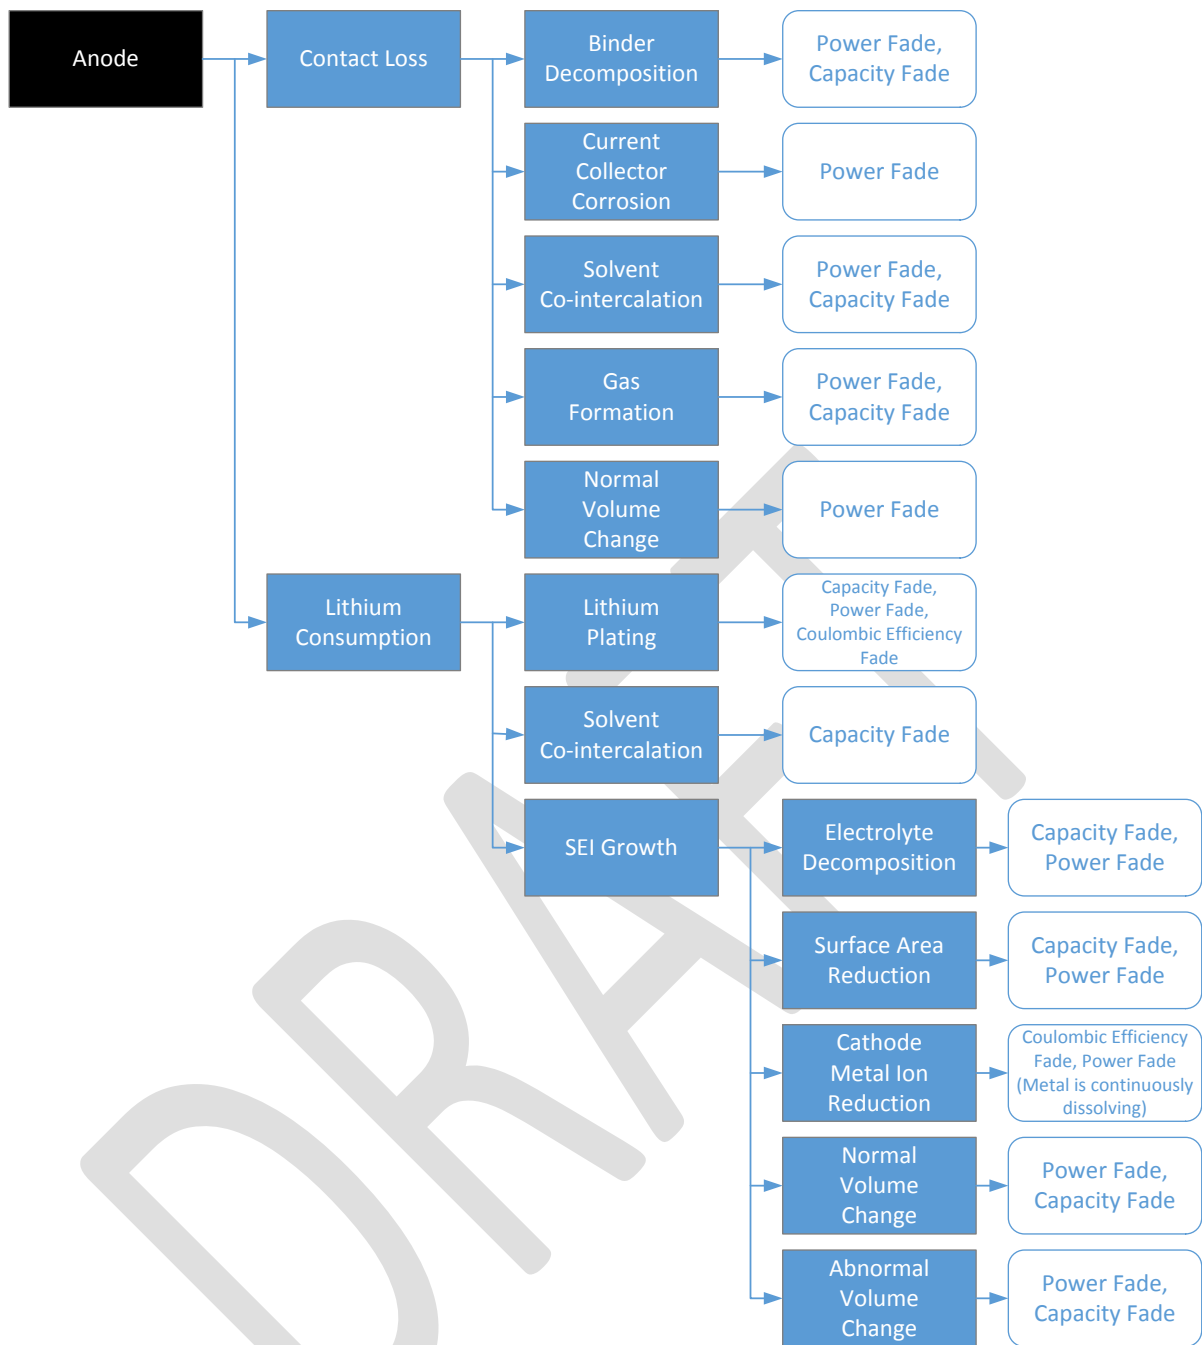 Anode
Contact Loss
Binder
Decomposition
Power Fade,
Capacity Fade
Current
Collector
Corrosion
Power Fade
Solvent
Co-intercalation
Power Fade,
Capacity Fade
Gas
Formation
Power Fade,
Capacity Fade
Normal
Volume
Change
Power Fade
Lithium
Consumption
Lithium
Plating
Capacity Fade,
Power Fade,
Coulombic Efficiency
Fade
Solvent
Co-intercalation
Capacity Fade
SEI Growth
Electrolyte
Decomposition
Capacity Fade,
Power Fade
Surface Area
Reduction
Capacity Fade,
Power Fade
Cathode
Metal Ion
Reduction
Coulombic Efficiency
Fade, Power Fade
(Metal is continuously
dissolving)
Normal
Volume
Change
Power Fade,
Capacity Fade
Abnormal
Volume
Change
Power Fade,
Capacity Fade
DRAFT